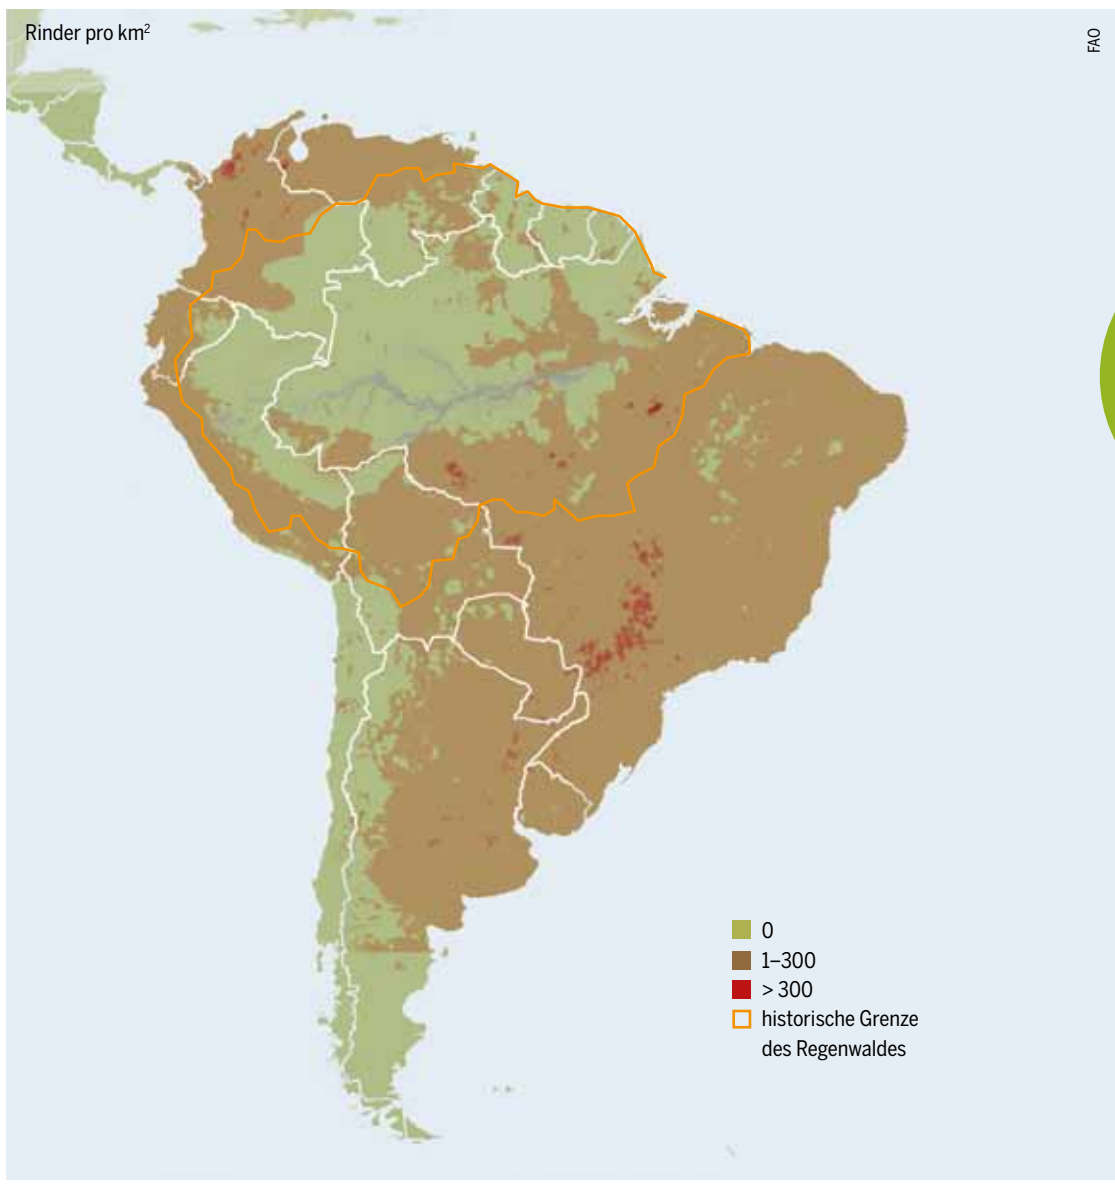 Rinder pro km²
FAO
0
1–300
> 300
historische Grenze
des Regenwaldes